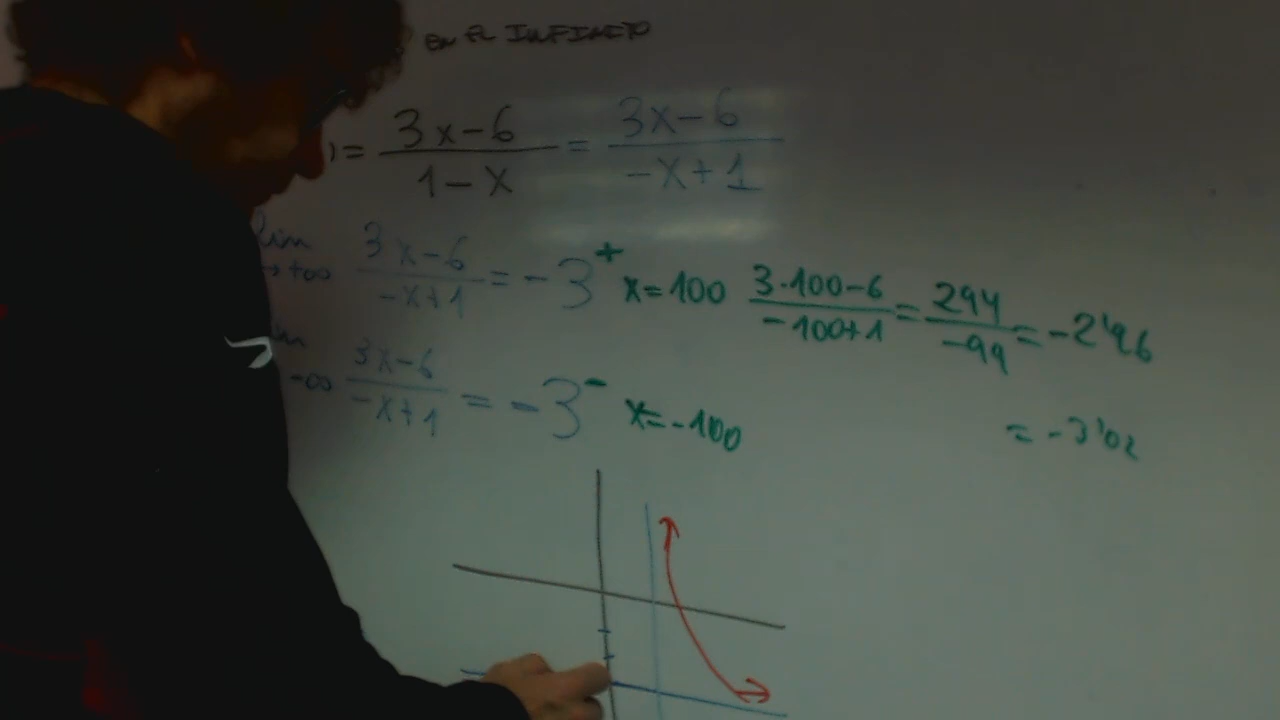 EN EL INFINITO
) = 3x-6 / 1-x = 3x-6 / -x+1
lim → +∞ 3x-6 / -x+1 = -3⁺ x=100 3·100-6 / -100+1 = 294 / -99 = -2'96
-∞ 3x-6 / -x+1 = -3⁻ x=-100 = -3'02